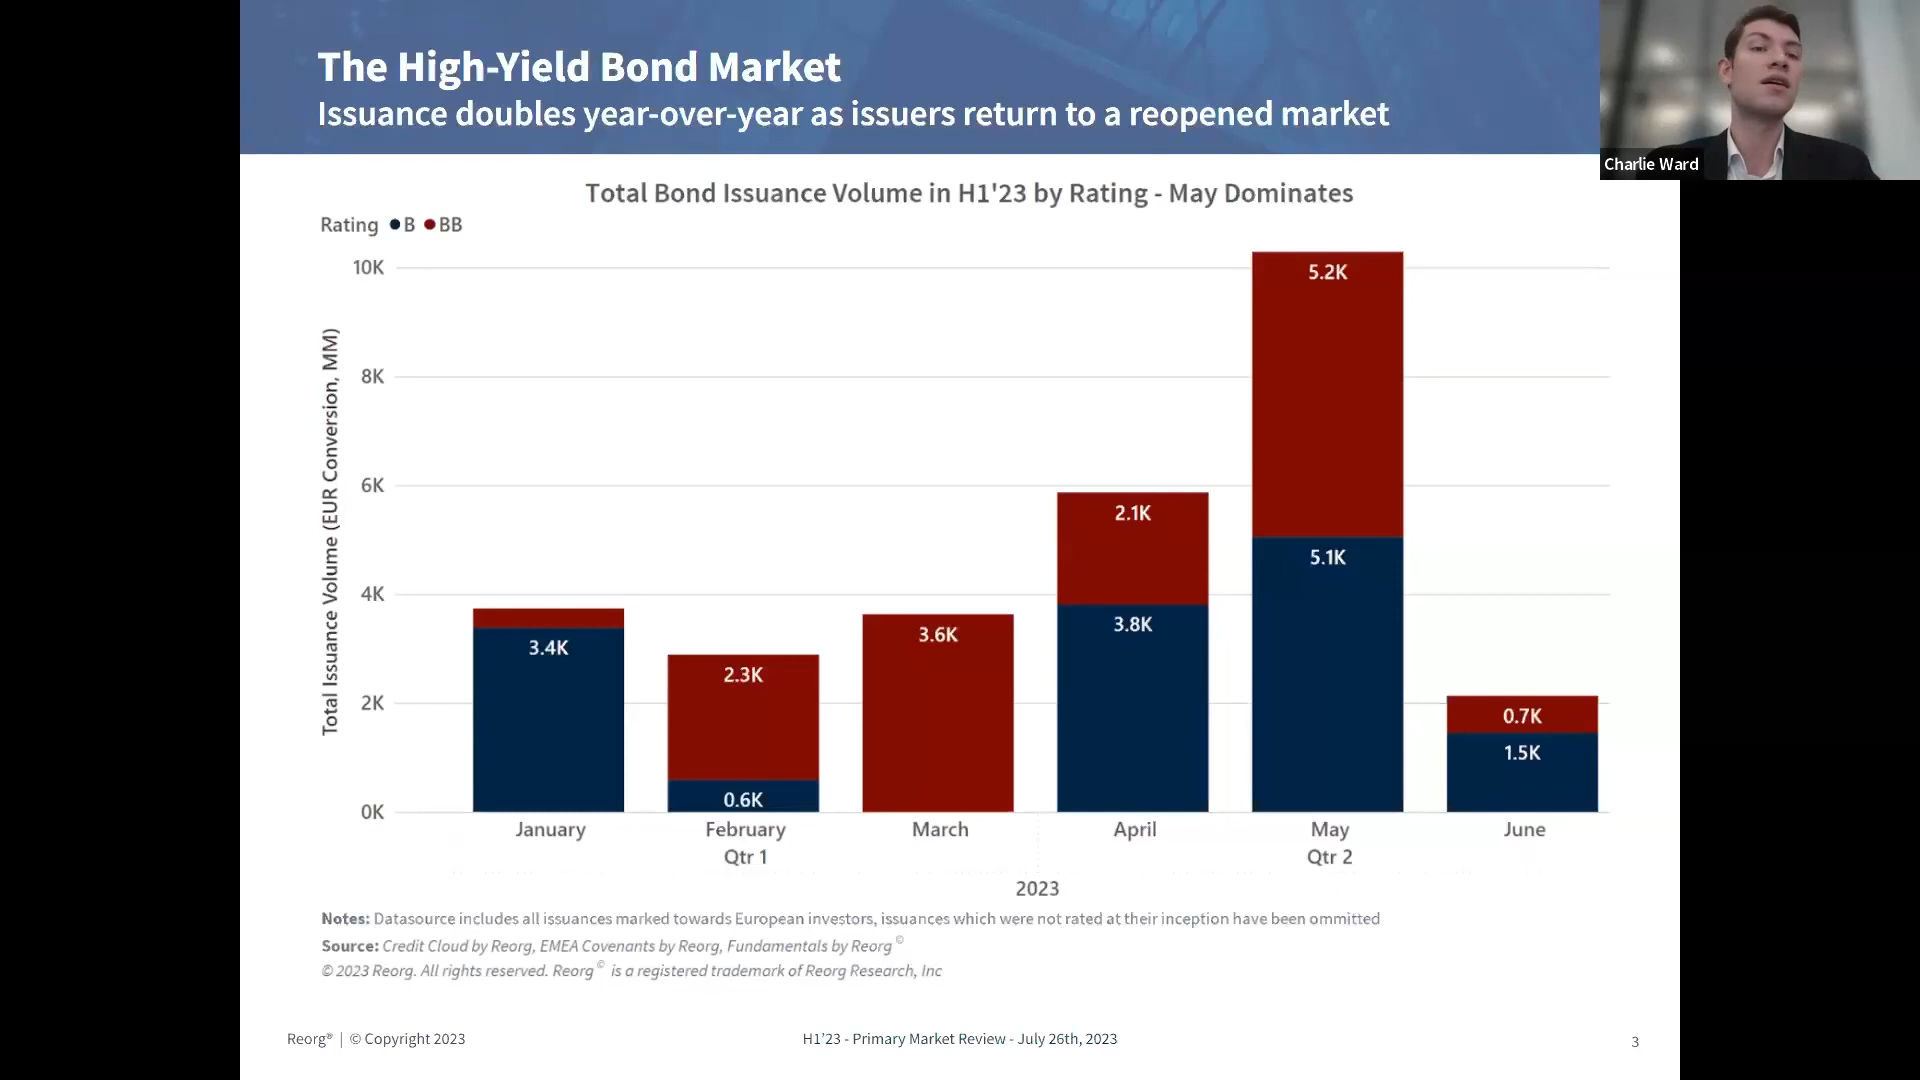 The High-Yield Bond Market
Issuance doubles year-over-year as issuers return to a reopened market
Charlie Ward
Total Bond Issuance Volume in H1'23 by Rating - May Dominates
Rating B BB
Total Issuance Volume (EUR Conversion, MM)
10K
8K
6K
4K
2K
0K
3.4K
2.3K
0.6K
3.6K
2.1K
3.8K
5.2K
5.1K
0.7K
1.5K
January February March April May June
Qtr 1 Qtr 2
2023
Notes: Datasource includes all issuances marked towards European investors, issuances which were not rated at their inception have been ommitted
Source: Credit Cloud by Reorg, EMEA Covenants by Reorg, Fundamentals by Reorg ©
© 2023 Reorg. All rights reserved. Reorg © is a registered trademark of Reorg Research, Inc
Reorg® | © Copyright 2023 H1’23 - Primary Market Review - July 26th, 2023 3